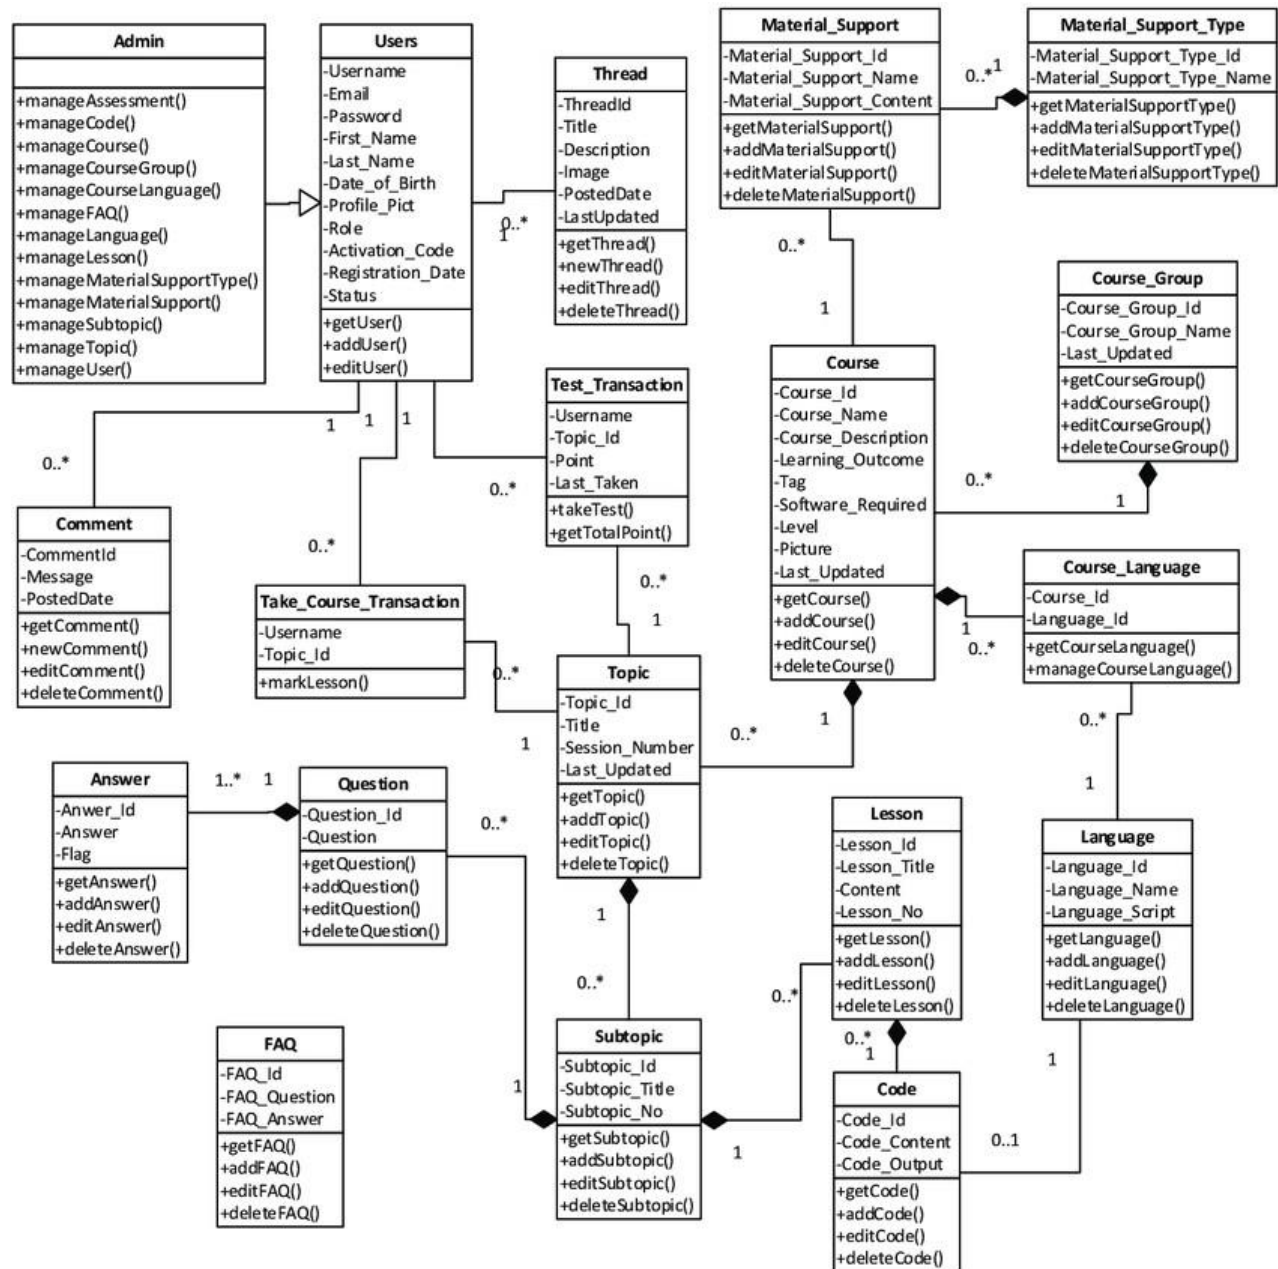 Admin
+manageAssessment()
+manageCode()
+manageCourse()
+manageCourseGroup()
+manageCourseLanguage()
+manageFAQ()
+manageLanguage()
+manageLesson()
+manageMaterialSupportType()
+manageMaterialSupport()
+manageSubtopic()
+manageTopic()
+manageUser()
Users
-Username
-Email
-Password
-First_Name
-Last_Name
-Date_of_Birth
-Profile_Pict
-Role
-Activation_Code
-Registration_Date
-Status
+getUser()
+addUser()
+editUser()
0..*
1
Thread
-ThreadId
-Title
-Description
-Image
-PostedDate
-LastUpdated
+getThread()
+newThread()
+editThread()
+deleteThread()
Material_Support
-Material_Support_Id
-Material_Support_Name
-Material_Support_Content
+getMaterialSupport()
+addMaterialSupport()
+editMaterialSupport()
+deleteMaterialSupport()
0..*
1
Material_Support_Type
-Material_Support_Type_Id
-Material_Support_Type_Name
+getMaterialSupportType()
+addMaterialSupportType()
+editMaterialSupportType()
+deleteMaterialSupportType()
0..*
1
Course_Group
-Course_Group_Id
-Course_Group_Name
-Last_Updated
+getCourseGroup()
+addCourseGroup()
+editCourseGroup()
+deleteCourseGroup()
Course
-Course_Id
-Course_Name
-Course_Description
-Learning_Outcome
-Tag
-Software_Required
-Level
-Picture
-Last_Updated
+getCourse()
+addCourse()
+editCourse()
+deleteCourse()
0..*
1
1
1
1
0..*
0..*
0..*
Test_Transaction
-Username
-Topic_Id
-Point
-Last_Taken
+takeTest()
+getTotalPoint()
0..*
1
Comment
-CommentId
-Message
-PostedDate
+getComment()
+newComment()
+editComment()
+deleteComment()
Take_Course_Transaction
-Username
-Topic_Id
+markLesson()
0..*
1
Course_Language
-Course_Id
-Language_Id
+getCourseLanguage()
+manageCourseLanguage()
1
0..*
0..*
1
Topic
-Topic_Id
-Title
-Session_Number
-Last_Updated
+getTopic()
+addTopic()
+editTopic()
+deleteTopic()
0..*
1
Answer
-Anwer_Id
-Answer
-Flag
+getAnswer()
+addAnswer()
+editAnswer()
+deleteAnswer()
1..*
1
Question
-Question_Id
-Question
+getQuestion()
+addQuestion()
+editQuestion()
+deleteQuestion()
0..*
1
1
0..*
Lesson
-Lesson_Id
-Lesson_Title
-Content
-Lesson_No
+getLesson()
+addLesson()
+editLesson()
+deleteLesson()
0..*
1
Language
-Language_Id
-Language_Name
-Language_Script
+getLanguage()
+addLanguage()
+editLanguage()
+deleteLanguage()
FAQ
-FAQ_Id
-FAQ_Question
-FAQ_Answer
+getFAQ()
+addFAQ()
+editFAQ()
+deleteFAQ()
Subtopic
-Subtopic_Id
-Subtopic_Title
-Subtopic_No
+getSubtopic()
+addSubtopic()
+editSubtopic()
+deleteSubtopic()
0..*
1
Code
-Code_Id
-Code_Content
-Code_Output
+getCode()
+addCode()
+editCode()
+deleteCode()
1
0..1